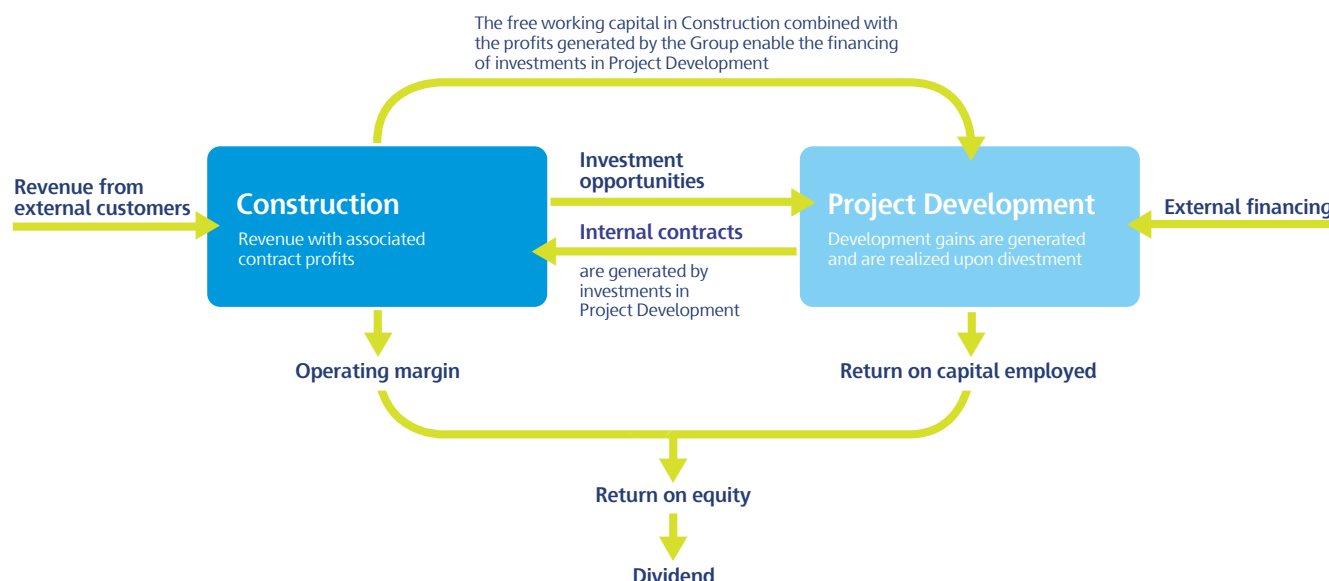 The free working capital in Construction combined with
the profits generated by the Group enable the financing
of investments in Project Development
Revenue from
external customers
Construction
Revenue with associated
contract profits
Investment
opportunities
Internal contracts
are generated by
investments in
Project Development
Project Development
Development gains are generated
and are realized upon divestment
External financing
Operating margin
Return on capital employed
Return on equity
Dividend